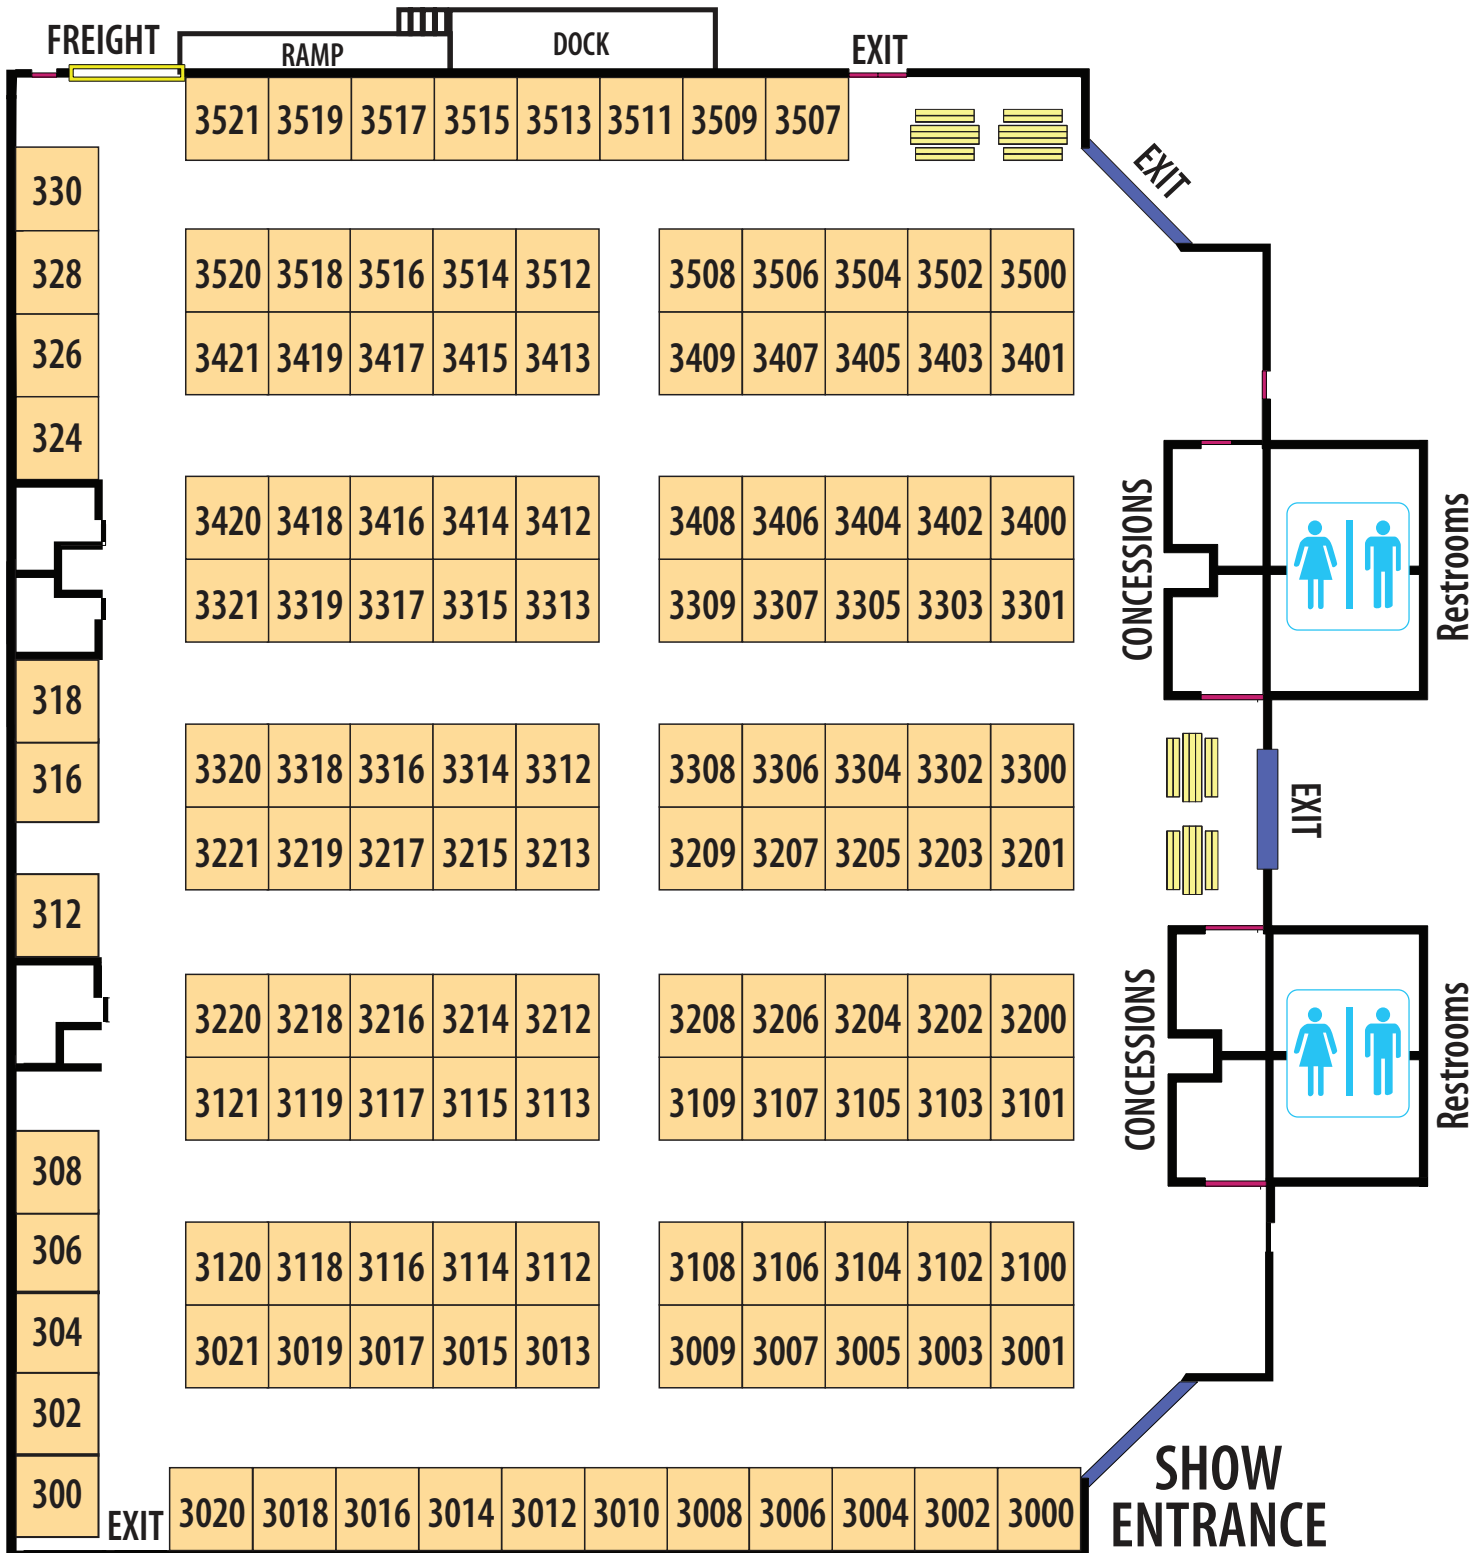 FREIGHT
RAMP
DOCK
EXIT
3521 3519 3517 3515 3513 3511 3509 3507
EXIT
330
328
326
324
3520 3518 3516 3514 3512 3508 3506 3504 3502 3500
3421 3419 3417 3415 3413 3409 3407 3405 3403 3401
3420 3418 3416 3414 3412 3408 3406 3404 3402 3400
3321 3319 3317 3315 3313 3309 3307 3305 3303 3301
CONCESSIONS
Restrooms
318
316
3320 3318 3316 3314 3312 3308 3306 3304 3302 3300
3221 3219 3217 3215 3213 3209 3207 3205 3203 3201
EXIT
312
3220 3218 3216 3214 3212 3208 3206 3204 3202 3200
3121 3119 3117 3115 3113 3109 3107 3105 3103 3101
CONCESSIONS
Restrooms
308
306
304
302
300
3120 3118 3116 3114 3112 3108 3106 3104 3102 3100
3021 3019 3017 3015 3013 3009 3007 3005 3003 3001
EXIT
3020 3018 3016 3014 3012 3010 3008 3006 3004 3002 3000
SHOW
ENTRANCE